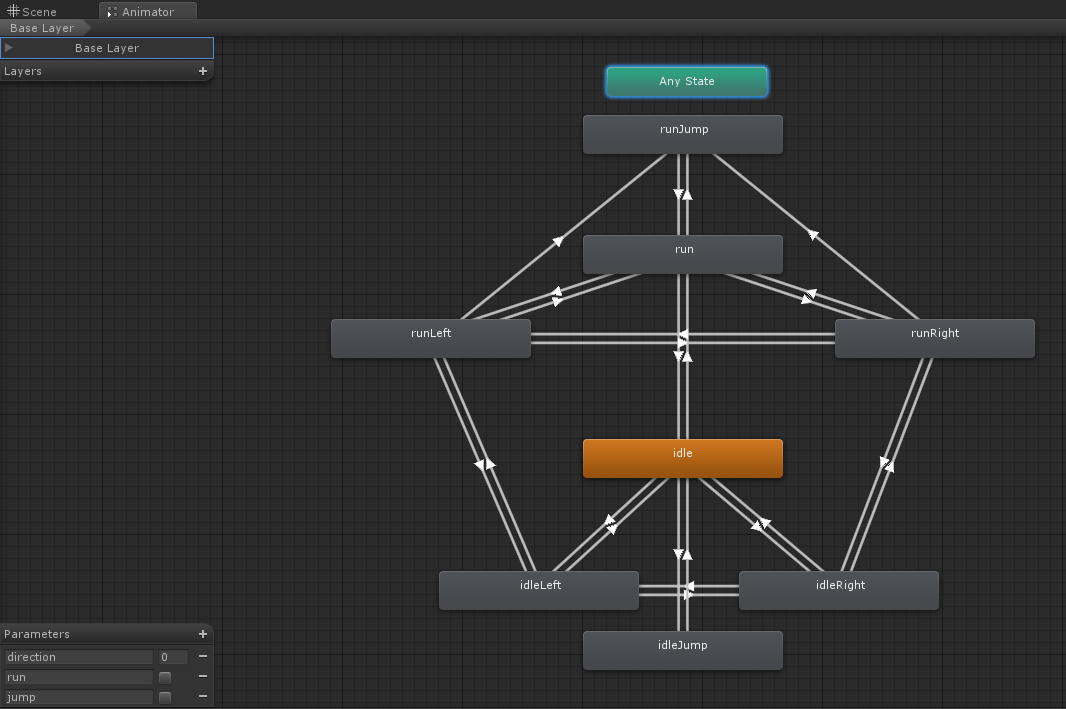 Scene
Animator
Base Layer
Base Layer
Layers +
Any State
runJump
run
runLeft
runRight
idle
idleLeft
idleRight
idleJump
Parameters +
direction 0
run
jump